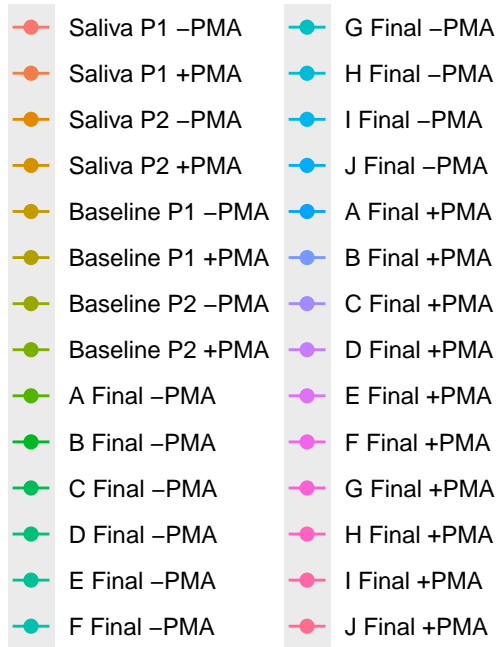 Saliva P1 −PMA
Saliva P1 +PMA
Saliva P2 −PMA
Saliva P2 +PMA
Baseline P1 −PMA
Baseline P1 +PMA
Baseline P2 −PMA
Baseline P2 +PMA
A Final −PMA
B Final −PMA
C Final −PMA
D Final −PMA
E Final −PMA
F Final −PMA
G Final −PMA
H Final −PMA
I Final −PMA
J Final −PMA
A Final +PMA
B Final +PMA
C Final +PMA
D Final +PMA
E Final +PMA
F Final +PMA
G Final +PMA
H Final +PMA
I Final +PMA
J Final +PMA